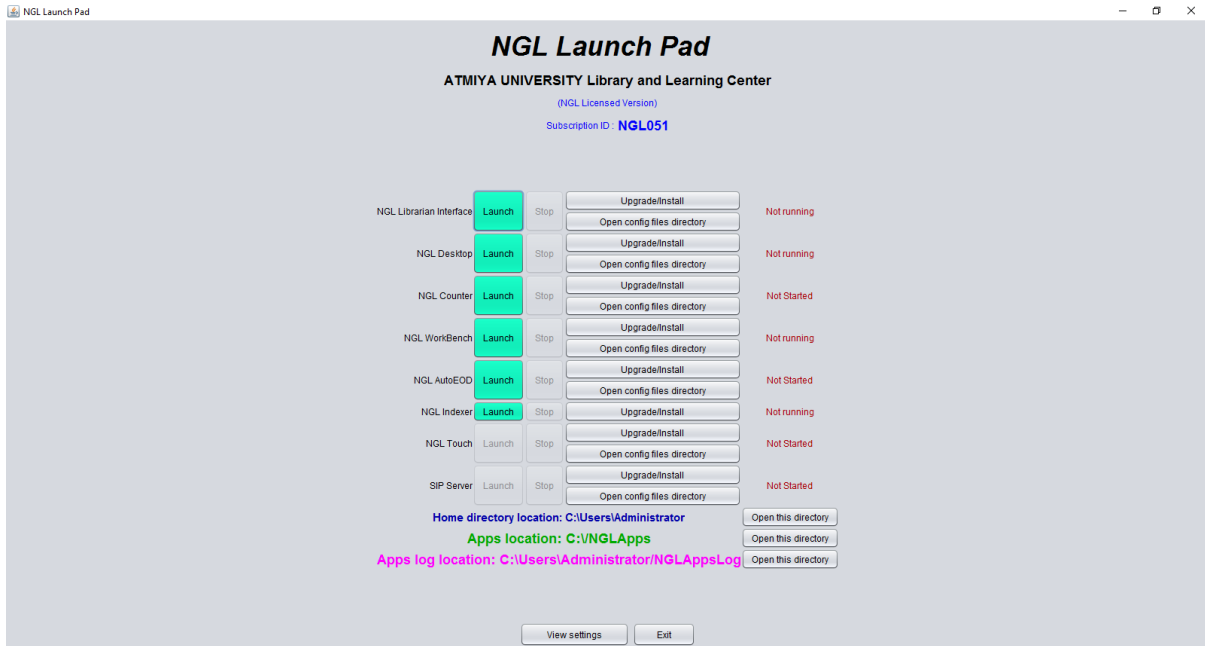 NGL Launch Pad
NGL Launch Pad
ATMIYA UNIVERSITY Library and Learning Center
(NGL Licensed Version)
Subscription ID : NGL051
NGL Librarian Interface Launch Stop Upgrade/Install Not running
Open config files directory
NGL Desktop Launch Stop Upgrade/Install Not running
Open config files directory
NGL Counter Launch Stop Upgrade/Install Not Started
Open config files directory
NGL WorkBench Launch Stop Upgrade/Install Not running
Open config files directory
NGL AutoEOD Launch Stop Upgrade/Install Not Started
Open config files directory
NGL Indexer Launch Stop Upgrade/Install Not running
NGL Touch Launch Stop Upgrade/Install Not Started
Open config files directory
SIP Server Launch Stop Upgrade/Install Not Started
Open config files directory
Home directory location: C:\Users\Administrator Open this directory
Apps location: C:\/NGLApps Open this directory
Apps log location: C:\Users\Administrator/NGLAppsLog Open this directory
View settings Exit